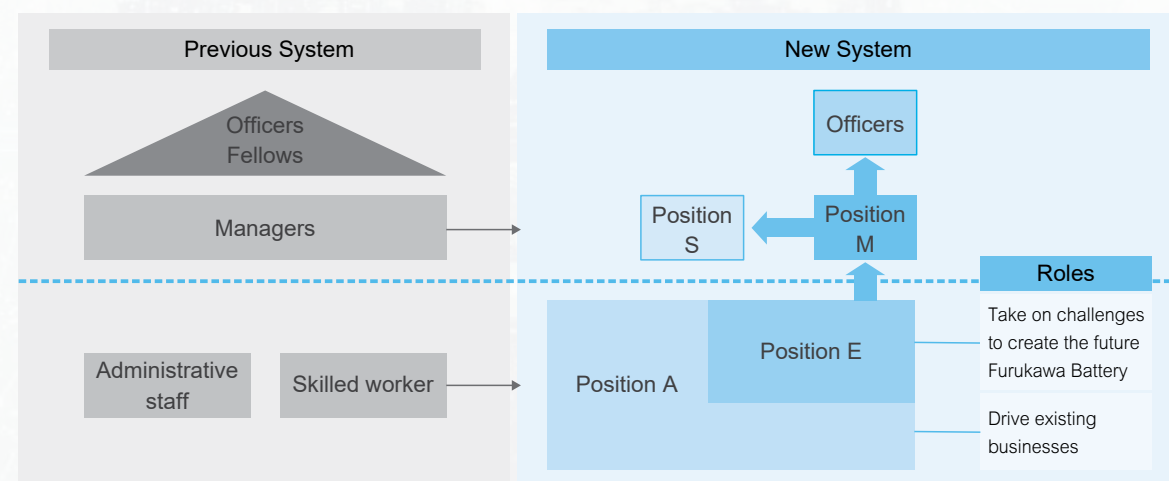 Previous System
Officers
Fellows
Managers
Administrative
staff
Skilled worker
New System
Officers
Position
S
Position
M
Position A
Position E
Roles
Take on challenges
to create the future
Furukawa Battery
Drive existing
businesses